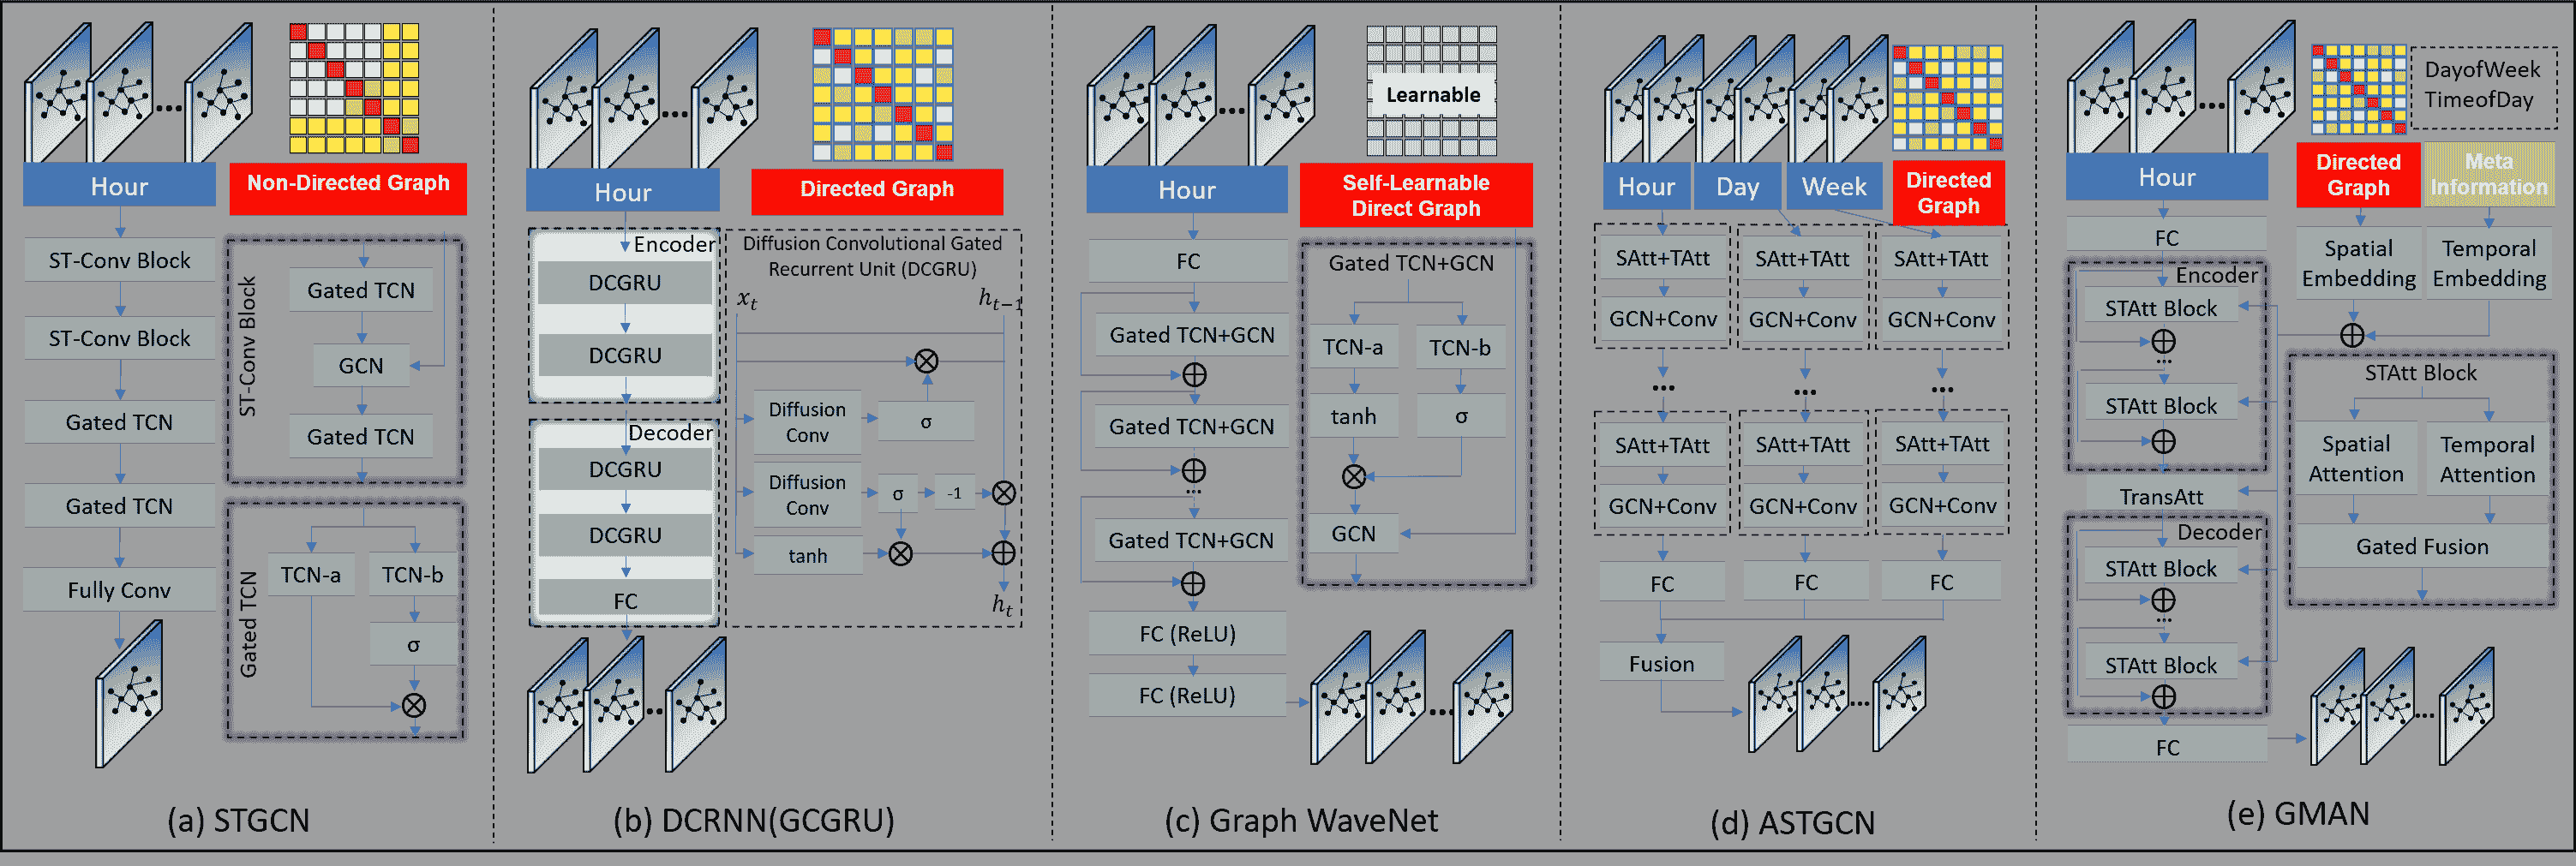 Hour
Non-Directed Graph
ST-Conv Block
ST-Conv Block
Gated TCN
Gated TCN
Fully Conv
ST-Conv Block
Gated TCN
GCN
Gated TCN
Gated TCN
TCN-a
TCN-b
σ
(a) STGCN
Hour
Directed Graph
Encoder
DCGRU
DCGRU
Decoder
DCGRU
DCGRU
FC
Diffusion Convolutional Gated
Recurrent Unit (DCGRU)
xₜ
hₜ₋₁
Diffusion
Conv
σ
Diffusion
Conv
σ
-1
tanh
hₜ
(b) DCRNN(GCGRU)
Learnable
Hour
Self-Learnable
Direct Graph
FC
Gated TCN+GCN
Gated TCN+GCN
...
Gated TCN+GCN
FC (ReLU)
FC (ReLU)
Gated TCN+GCN
TCN-a
TCN-b
tanh
σ
GCN
(c) Graph WaveNet
Hour
Day
Week
Directed
Graph
SAtt+TAtt
SAtt+TAtt
SAtt+TAtt
GCN+Conv
GCN+Conv
GCN+Conv
...
...
...
SAtt+TAtt
SAtt+TAtt
SAtt+TAtt
GCN+Conv
GCN+Conv
GCN+Conv
FC
FC
FC
Fusion
(d) ASTGCN
DayofWeek
TimeofDay
Hour
Directed
Graph
Meta
Information
FC
Spatial
Embedding
Temporal
Embedding
Encoder
STAtt Block
...
STAtt Block
TransAtt
Decoder
STAtt Block
...
STAtt Block
FC
STAtt Block
Spatial
Attention
Temporal
Attention
Gated Fusion
(e) GMAN